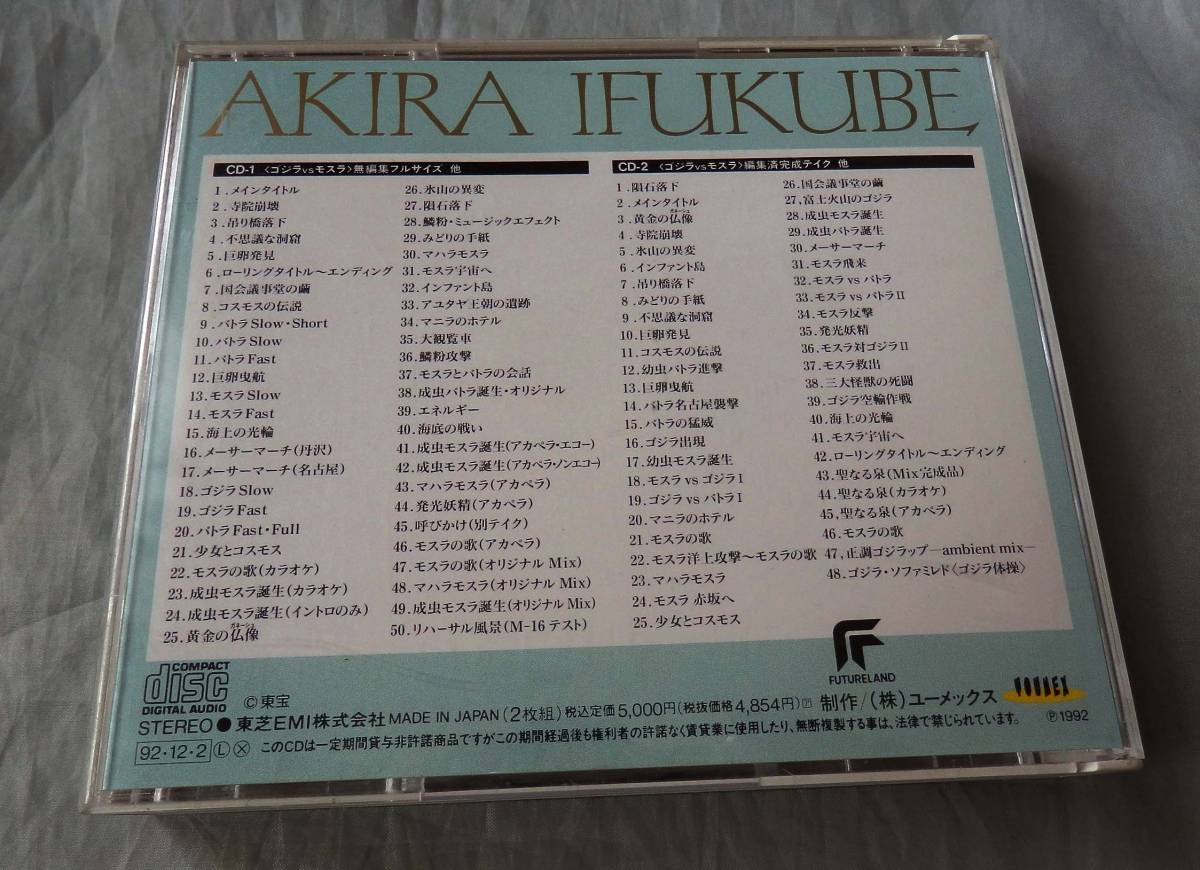 AKIRA IFUKUBE
CD-1 〈ゴジラvsモスラ〉無編集フルサイズ 他
1.メインタイトル
2.寺院崩壊
3.吊り橋落下
4.不思議な洞窟
5.巨卵発見
6.ローリングタイトル〜エンディング
7.国会議事堂の繭
8.コスモスの伝説
9.バトラSlow・Short
10.バトラSlow
11.バトラFast
12.巨卵曳航
13.モスラSlow
14.モスラFast
15.海上の光輪
16.メーサーマーチ(丹沢)
17.メーサーマーチ(名古屋)
18.ゴジラSlow
19.ゴジラFast
20.バトラFast・Full
21.少女とコスモス
22.モスラの歌(カラオケ)
23.成虫モスラ誕生(カラオケ)
24.成虫モスラ誕生(イントロのみ)
25.黄金の仏像
ガネーシュ
26.氷山の異変
27.隕石落下
28.鱗粉・ミュージックエフェクト
29.みどりの手紙
30.マハラモスラ
31.モスラ宇宙へ
32.インファント島
33.アユタヤ王朝の遺跡
34.マニラのホテル
35.大観覧車
36.鱗粉攻撃
37.モスラとバトラの会話
38.成虫バトラ誕生・オリジナル
39.エネルギー
40.海底の戦い
41.成虫モスラ誕生(アカペラ・エコー)
42.成虫モスラ誕生(アカペラ・ノンエコー)
43.マハラモスラ(アカペラ)
44.発光妖精(アカペラ)
45.呼びかけ(別テイク)
46.モスラの歌(アカペラ)
47.モスラの歌(オリジナル Mix)
48.マハラモスラ(オリジナル Mix)
49.成虫モスラ誕生(オリジナル Mix)
50.リハーサル風景(M-16 テスト)
CD-2 〈ゴジラvsモスラ〉編集済完成テイク 他
1.隕石落下
2.メインタイトル
3.黄金の仏像
ガネーシュ
4.寺院崩壊
5.氷山の異変
6.インファント島
7.吊り橋落下
8.みどりの手紙
9.不思議な洞窟
10.巨卵発見
11.コスモスの伝説
12.幼虫バトラ進撃
13.巨卵曳航
14.バトラ名古屋襲撃
15.バトラの猛威
16.ゴジラ出現
17.幼虫モスラ誕生
18.モスラ vs ゴジラI
19.ゴジラ vs バトラI
20.マニラのホテル
21.モスラの歌
22.モスラ洋上攻撃〜モスラの歌
23.マハラモスラ
24.モスラ 赤坂へ
25.少女とコスモス
26.国会議事堂の繭
27,富士火山のゴジラ
28.成虫モスラ誕生
29.成虫バトラ誕生
30.メーサーマーチ
31.モスラ飛来
32.モスラ vs バトラ
33.モスラ vs バトラII
34.モスラ反撃
35.発光妖精
36.モスラ対ゴジラII
37.モスラ救出
38.三大怪獣の死闘
39.ゴジラ空輸作戦
40.海上の光輪
41.モスラ宇宙へ
42.ローリングタイトル〜エンディング
43.聖なる泉(Mix完成品)
44.聖なる泉(カラオケ)
45.聖なる泉(アカペラ)
46.モスラの歌
47,正調ゴジラップ—ambient mix—
48.ゴジラ・ソファミレド〈ゴジラ体操〉
COMPACT
disc
DIGITAL AUDIO
©東宝
FUTURELAND
STEREO●東芝EMI株式会社 MADE IN JAPAN (2枚組) 税込定価5,000円(税抜価格4,854円) 制作/(株)ユーメックス
YOUMEX
92・12・2 Ⓛ Ⓧ このCDは一定期間貸与非許諾商品ですがこの期間経過後も権利者の許諾なく賃貸業に使用したり、無断複製する事は、法律で禁じられています。
Ⓟ1992